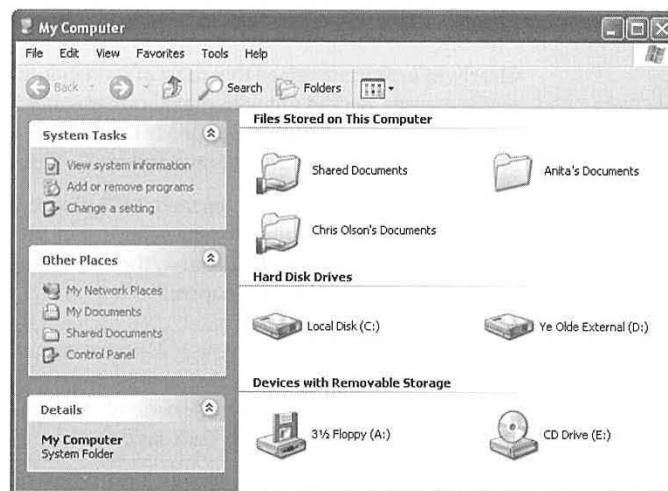 My Computer
File Edit View Favorites Tools Help
Back Search Folders
System Tasks
View system information
Add or remove programs
Change a setting
Other Places
My Network Places
My Documents
Shared Documents
Control Panel
Details
My Computer
System Folder
Files Stored on This Computer
Shared Documents Anita's Documents
Chris Olson's Documents
Hard Disk Drives
Local Disk (C:) Ye Olde External (D:)
Devices with Removable Storage
3½ Floppy (A:) CD Drive (E:)